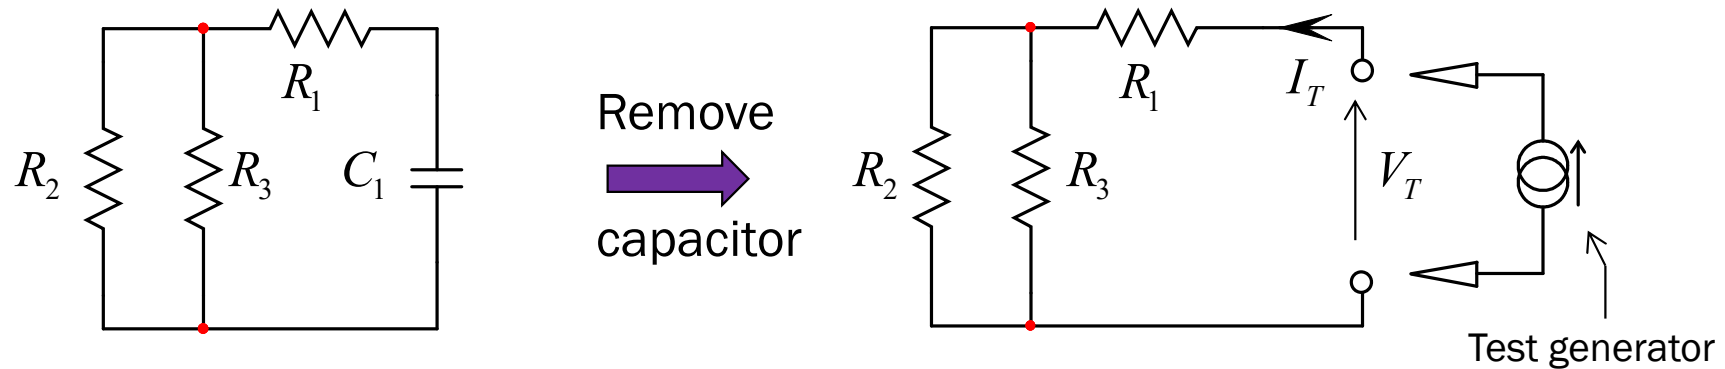 R1
R2
R3
C1
Remove
capacitor
R1
IT
R2
R3
VT
Test generator